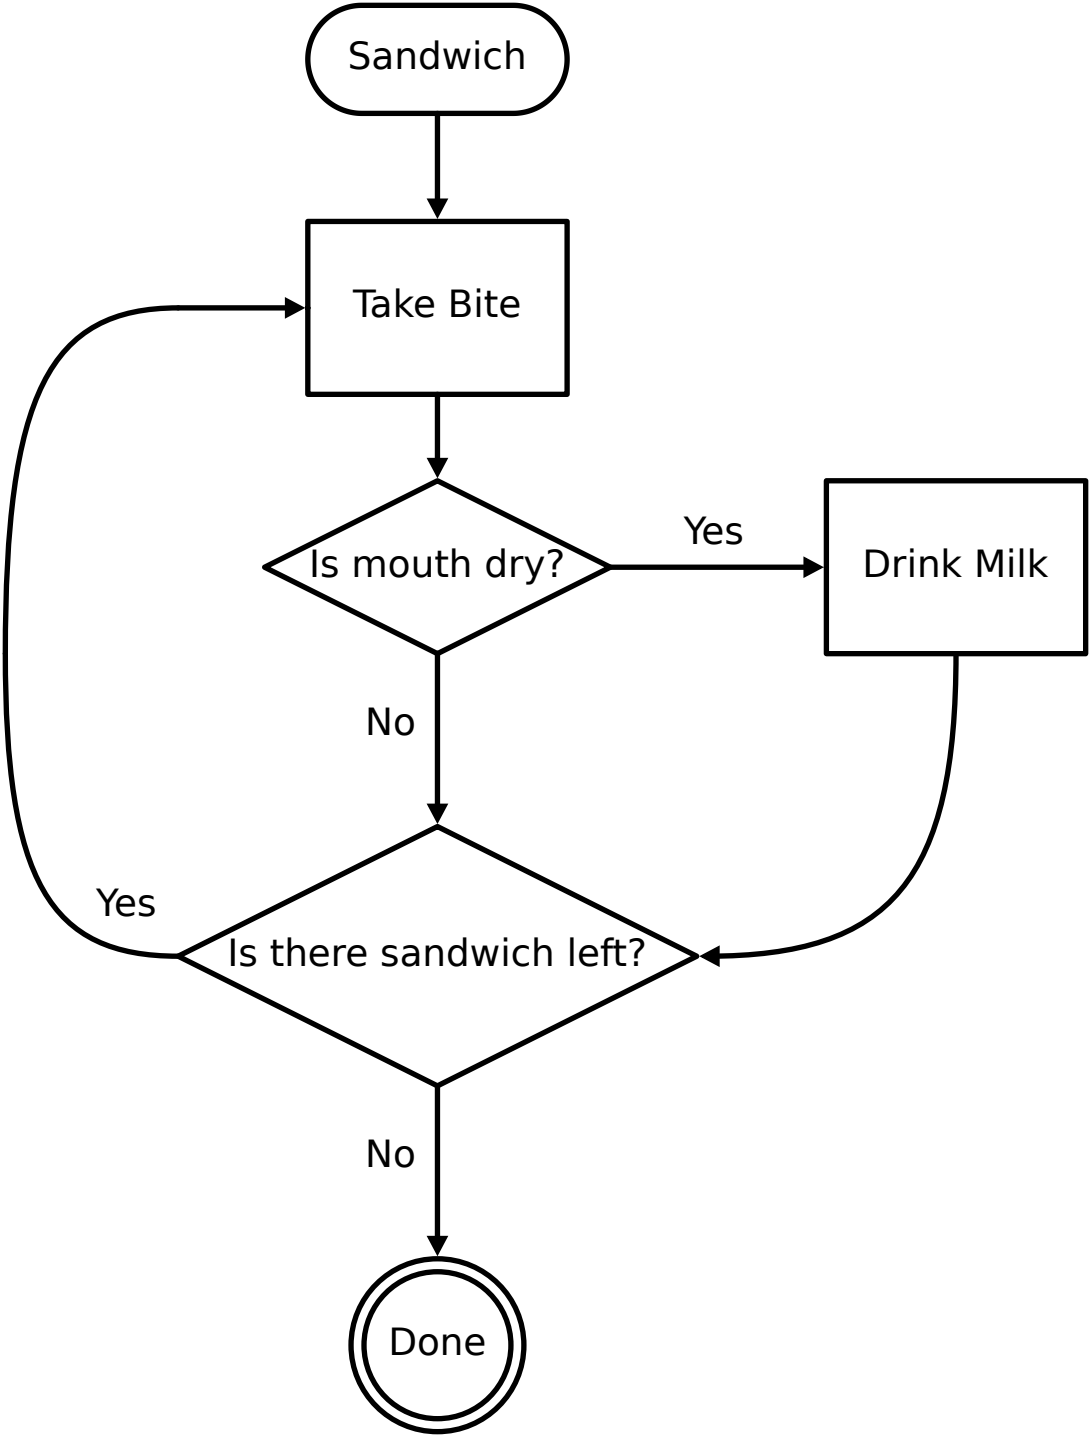 Sandwich
Take Bite
Is mouth dry?
Yes
Drink Milk
No
Yes
Is there sandwich left?
No
Done